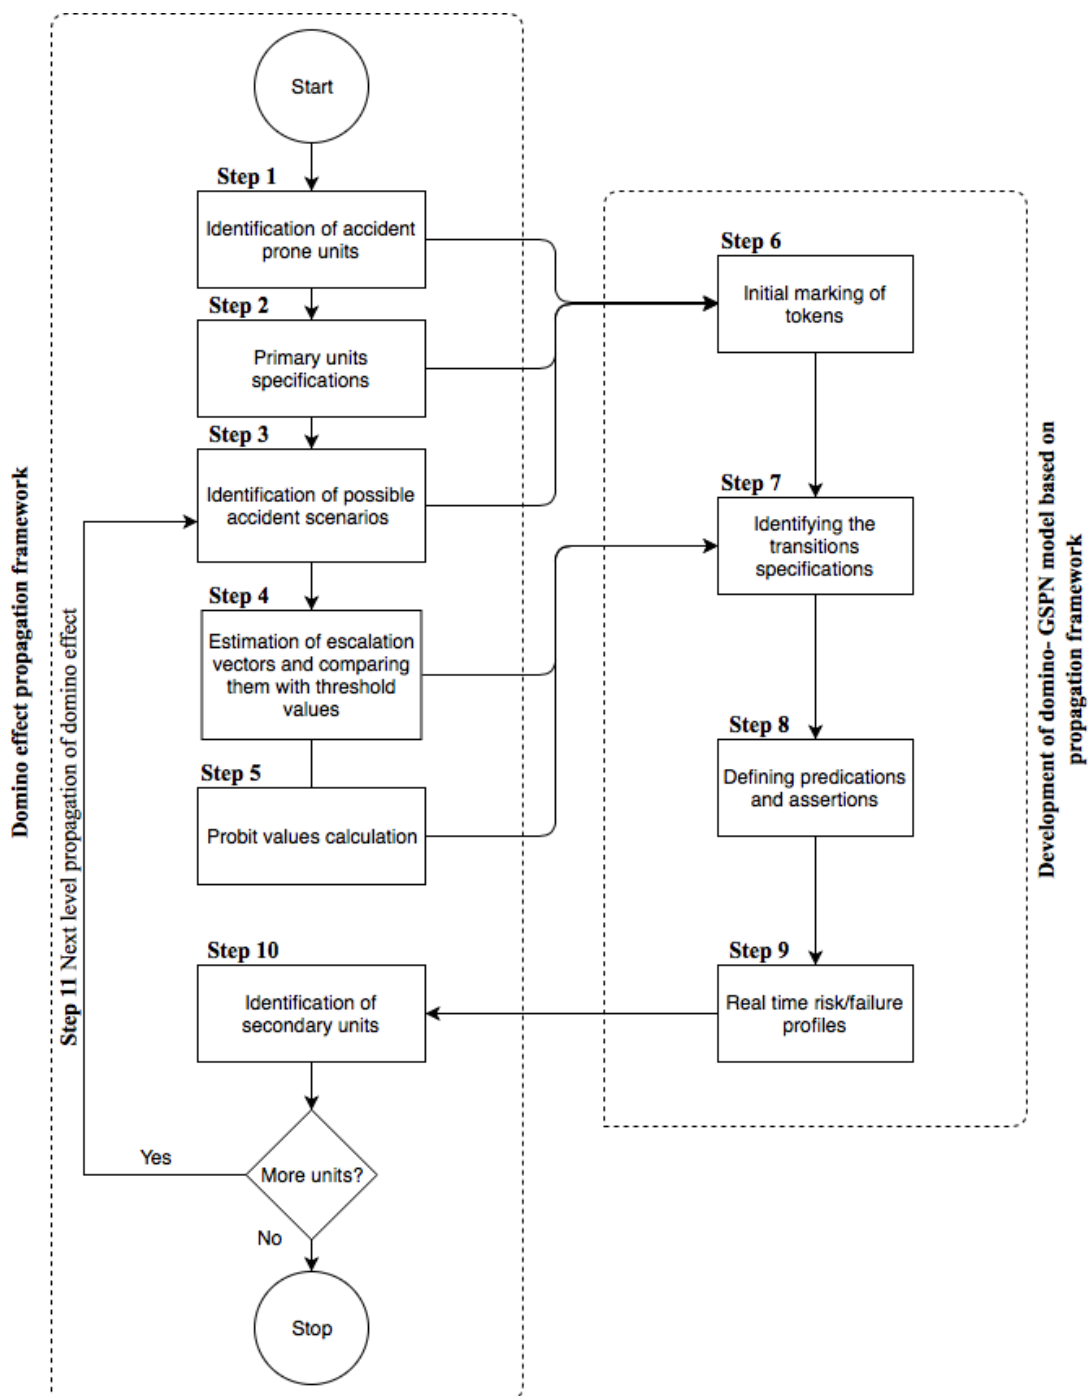 Start
Step 1
Identification of accident
prone units
Step 2
Primary units
specifications
Step 3
Identification of possible
accident scenarios
Step 4
Estimation of escalation
vectors and comparing
them with threshold
values
Step 5
Probit values calculation
Step 6
Initial marking of
tokens
Step 7
Identifying the
transitions
specifications
Step 8
Defining predications
and assertions
Step 9
Real time risk/failure
profiles
Step 10
Identification of
secondary units
More units?
Yes
No
Stop
Step 11 Next level propagation of domino effect
Domino effect propagation framework
Development of domino- GSPN model based on
propagation framework